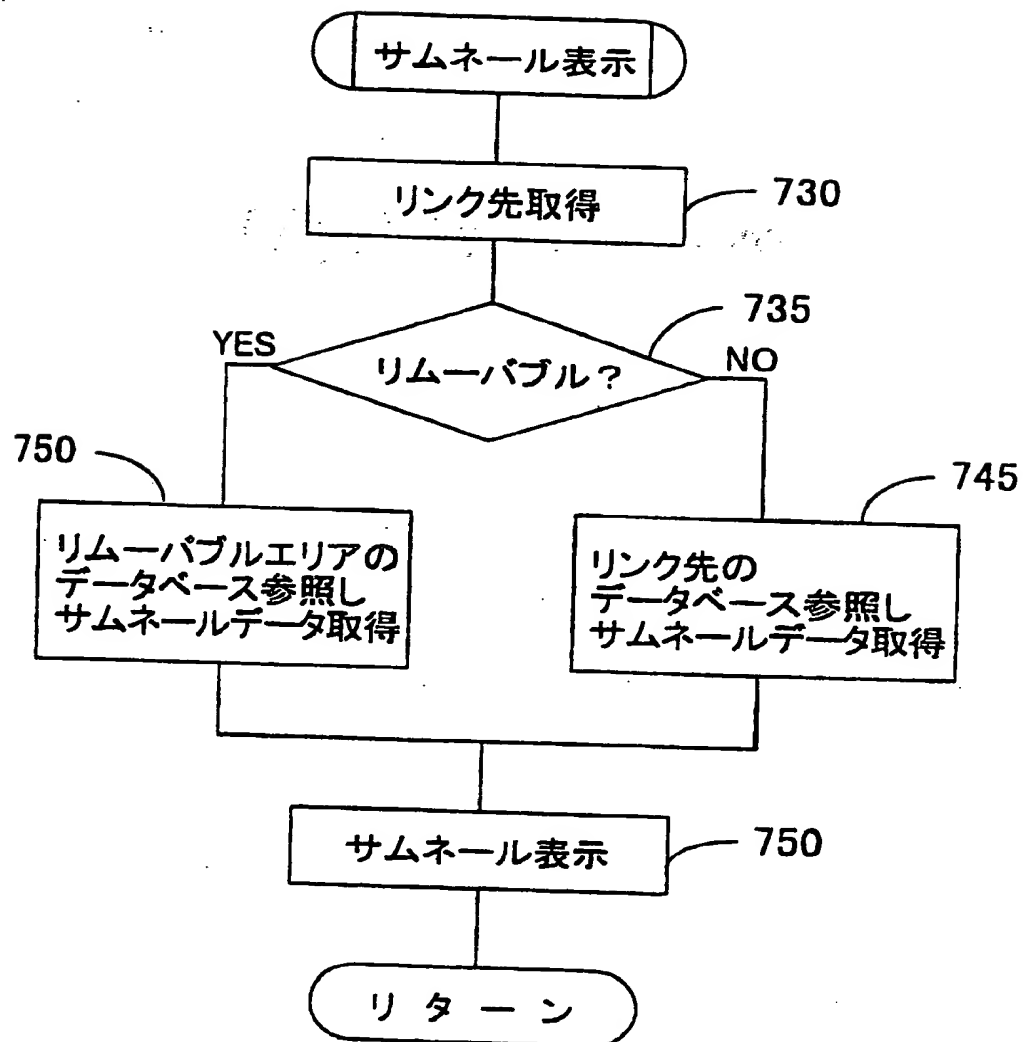 サムネール表示
リンク先取得
730
735
YES
リムーバブル？
NO
750
745
リムーバブルエリアの
データベース参照し
サムネールデータ取得
リンク先の
データベース参照し
サムネールデータ取得
サムネール表示
750
リターン